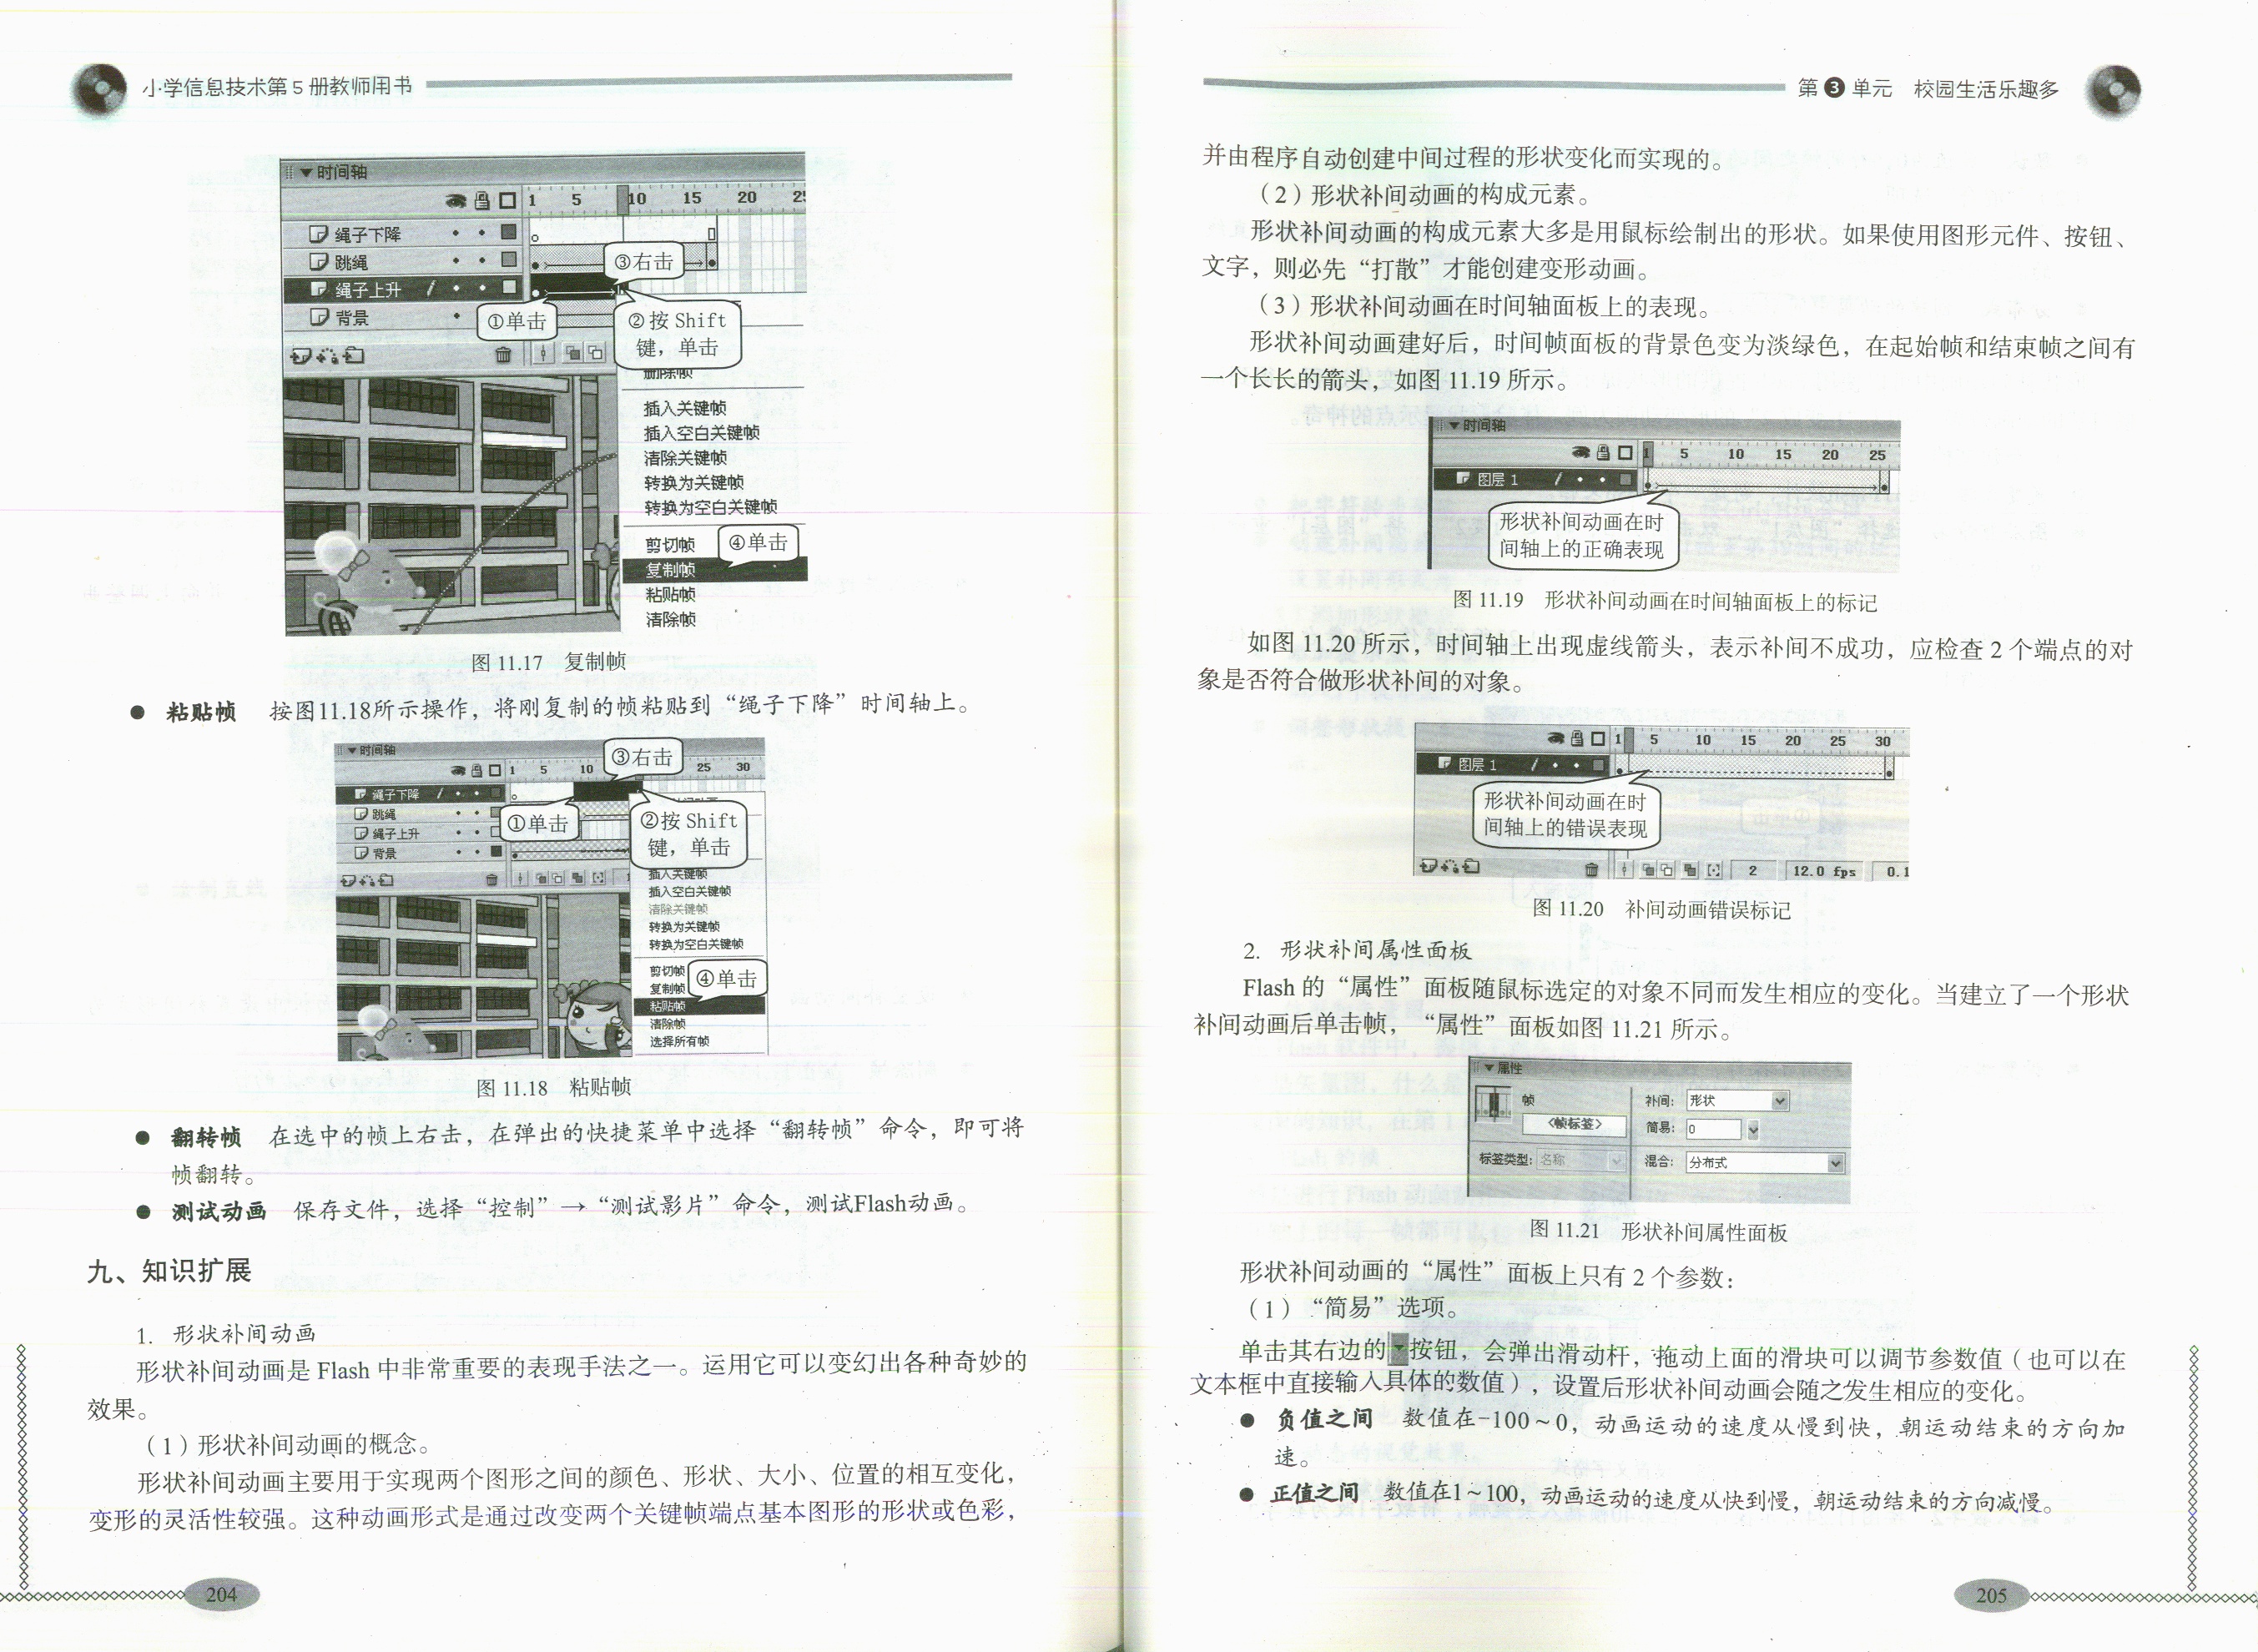 小学信息技术第5册教师用书
时间轴
1 5 10 15 20 25
绳子下降
跳绳
③右击
绳子上升
背景
①单击
②按 Shift
键，单击
删除帧
插入关键帧
插入空白关键帧
清除关键帧
转换为关键帧
转换为空白关键帧
剪切帧
④单击
复制帧
粘贴帧
清除帧
图 11.17 复制帧
● 粘贴帧 按图11.18所示操作，将刚复制的帧粘贴到“绳子下降”时间轴上。
时间轴
③右击
1 5 10 25 30
绳子下降
跳绳
①单击
②按 Shift
键，单击
绳子上升
背景
插入关键帧
插入空白关键帧
清除关键帧
转换为关键帧
转换为空白关键帧
剪切帧
④单击
复制帧
粘贴帧
清除帧
选择所有帧
图 11.18 粘贴帧
● 翻转帧 在选中的帧上右击，在弹出的快捷菜单中选择“翻转帧”命令，即可将
帧翻转。
● 测试动画 保存文件，选择“控制”→“测试影片”命令，测试Flash动画。
九、知识扩展
1. 形状补间动画
形状补间动画是 Flash 中非常重要的表现手法之一。运用它可以变幻出各种奇妙的
效果。
（1）形状补间动画的概念。
形状补间动画主要用于实现两个图形之间的颜色、形状、大小、位置的相互变化，
变形的灵活性较强。这种动画形式是通过改变两个关键帧端点基本图形的形状或色彩，
204
第3单元 校园生活乐趣多
并由程序自动创建中间过程的形状变化而实现的。
（2）形状补间动画的构成元素。
形状补间动画的构成元素大多是用鼠标绘制出的形状。如果使用图形元件、按钮、
文字，则必先“打散”才能创建变形动画。
（3）形状补间动画在时间轴面板上的表现。
形状补间动画建好后，时间帧面板的背景色变为淡绿色，在起始帧和结束帧之间有
一个长长的箭头，如图 11.19 所示。
时间轴
1 5 10 15 20 25
图层 1
形状补间动画在时
间轴上的正确表现
图 11.19 形状补间动画在时间轴面板上的标记
如图 11.20 所示，时间轴上出现虚线箭头，表示补间不成功，应检查 2 个端点的对
象是否符合做形状补间的对象。
1 5 10 15 20 25 30
图层 1
形状补间动画在时
间轴上的错误表现
2 12.0 fps 0.1
图 11.20 补间动画错误标记
2. 形状补间属性面板
Flash 的“属性”面板随鼠标选定的对象不同而发生相应的变化。当建立了一个形状
补间动画后单击帧，“属性”面板如图 11.21 所示。
属性
帧
补间: 形状
<帧标签>
简易: 0
标签类型: 名称
混合: 分布式
图 11.21 形状补间属性面板
形状补间动画的“属性”面板上只有 2 个参数：
（1）“简易”选项。
单击其右边的按钮，会弹出滑动杆，拖动上面的滑块可以调节参数值（也可以在
文本框中直接输入具体的数值），设置后形状补间动画会随之发生相应的变化。
● 负值之间 数值在-100～0，动画运动的速度从慢到快，朝运动结束的方向加
速。
● 正值之间 数值在1～100，动画运动的速度从快到慢，朝运动结束的方向减慢。
205